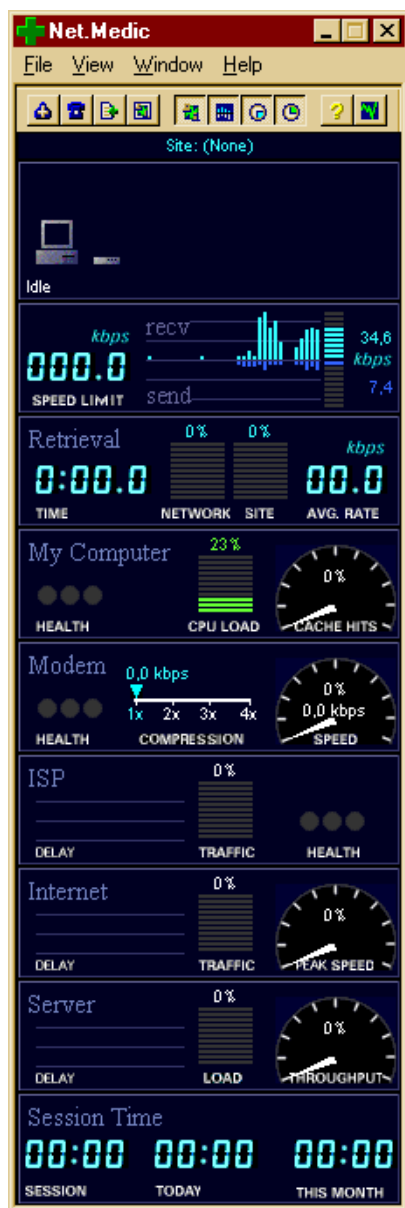 Net.Medic
File View Window Help
Site: (None)
Idle
kbps recv 34,6
000.0 kbps
SPEED LIMIT send 7,4
Retrieval 0% 0% kbps
0:00.0 00.0
TIME NETWORK SITE AVG. RATE
My Computer 23% 0%
HEALTH CPU LOAD CACHE HITS
Modem 0,0 kbps 0%
1x 2x 3x 4x 0,0 kbps
HEALTH COMPRESSION SPEED
ISP 0%
DELAY TRAFFIC HEALTH
Internet 0% 0%
DELAY TRAFFIC PEAK SPEED
Server 0% 0%
DELAY LOAD THROUGHPUT
Session Time
00:00 00:00 00:00
SESSION TODAY THIS MONTH